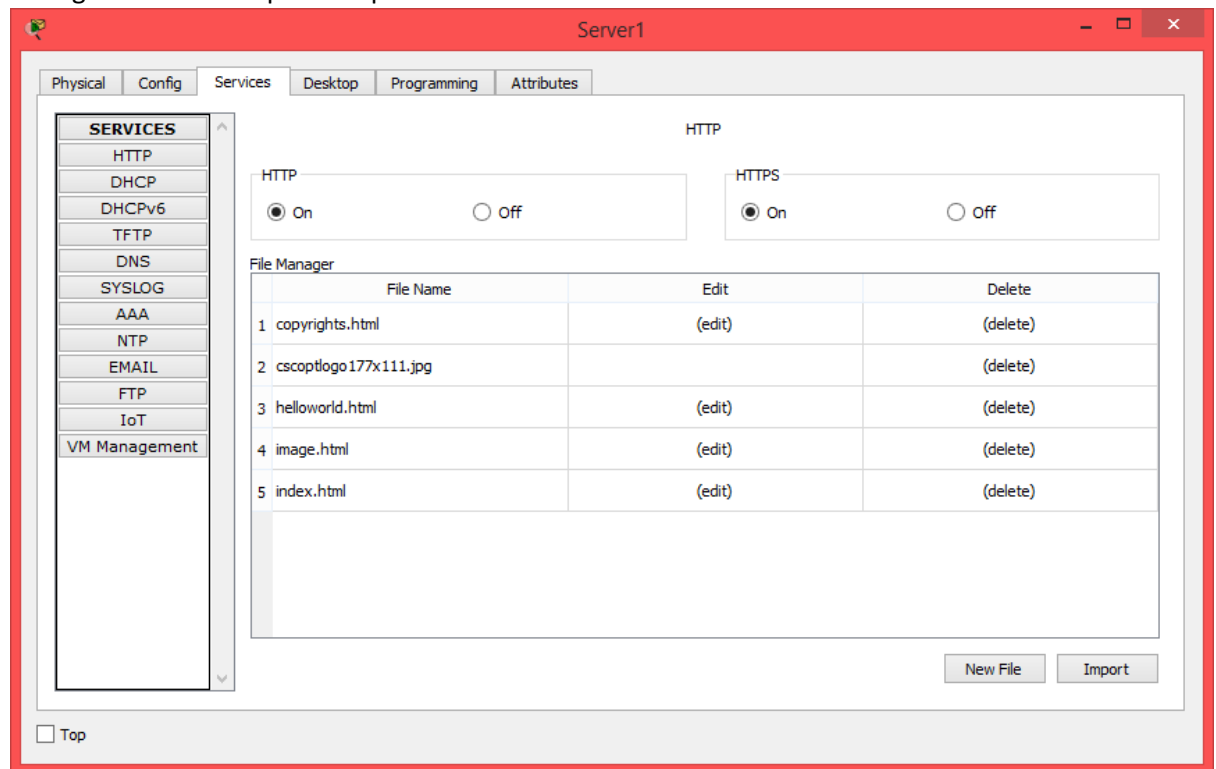 Server1
Physical Config Services Desktop Programming Attributes
SERVICES
HTTP
DHCP
DHCPv6
TFTP
DNS
SYSLOG
AAA
NTP
EMAIL
FTP
IoT
VM Management
HTTP
HTTP
On Off
HTTPS
On Off
File Manager
File Name Edit Delete
1 copyrights.html (edit) (delete)
2 cscoptlogo177x111.jpg (delete)
3 helloworld.html (edit) (delete)
4 image.html (edit) (delete)
5 index.html (edit) (delete)
New File Import
Top